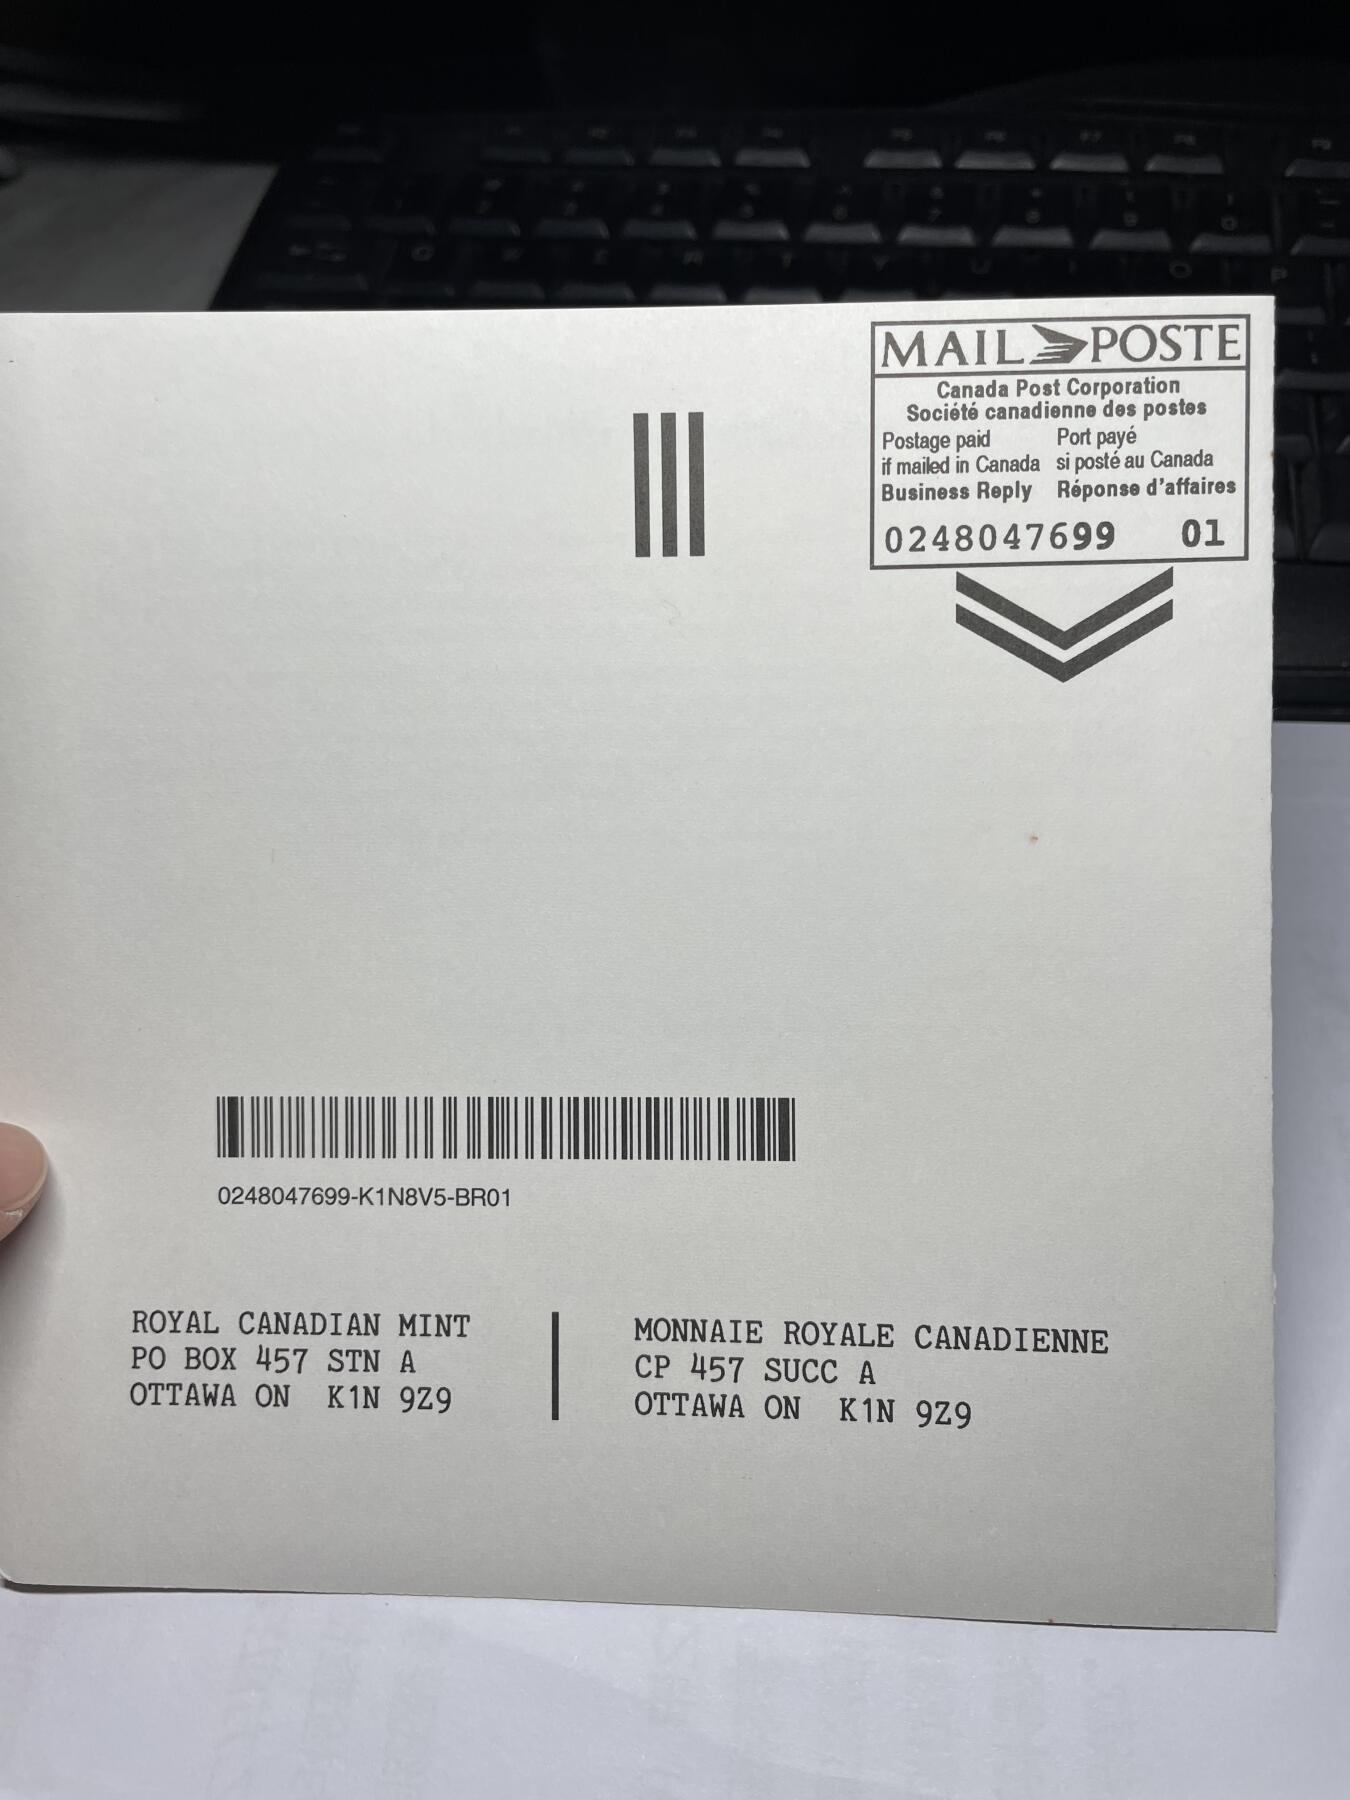 MAIL POSTE
Canada Post Corporation
Société canadienne des postes
Postage paid Port payé
if mailed in Canada si posté au Canada
Business Reply Réponse d'affaires
0248047699 01
0248047699-K1N8V5-BR01
ROYAL CANADIAN MINT
PO BOX 457 STN A
OTTAWA ON K1N 9Z9
MONNAIE ROYALE CANADIENNE
CP 457 SUCC A
OTTAWA ON K1N 9Z9